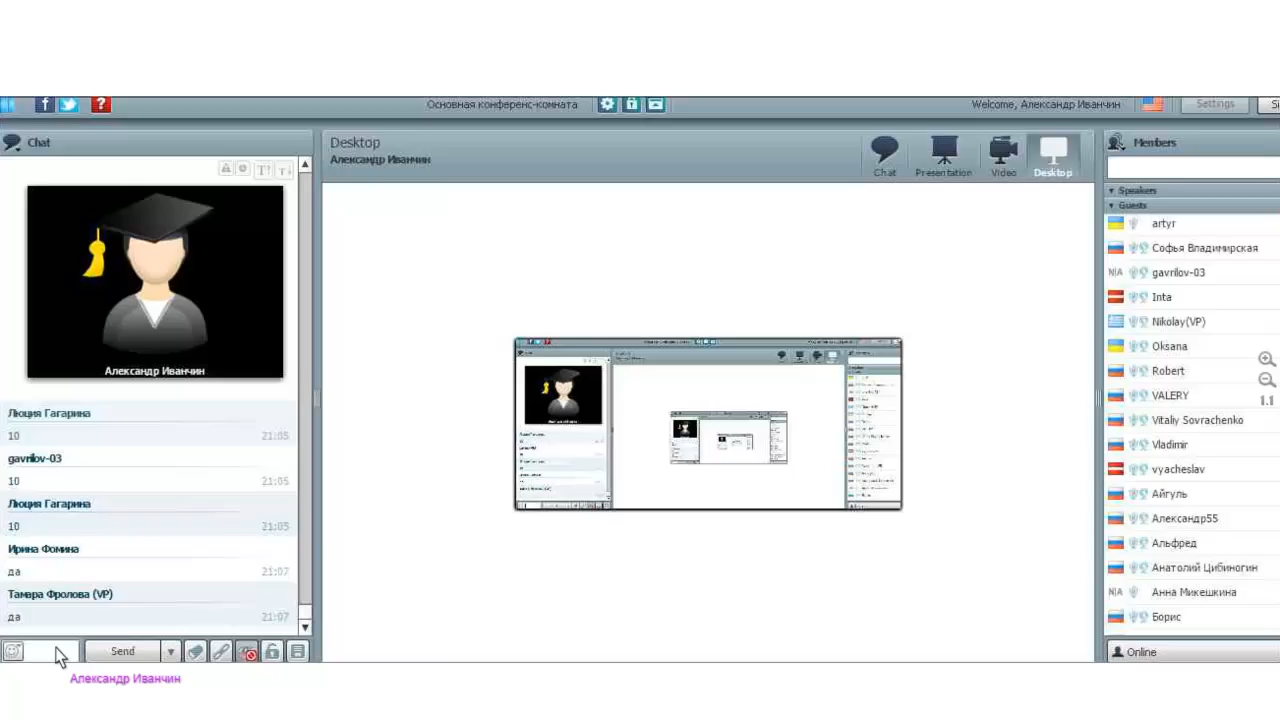 f
?
Основная конференс-комната
Welcome, Александр Иванчин
Settings
Si
Chat
Александр Иванчин
Люция Гагарина
10 21:05
gavrilov-03
10 21:05
Люция Гагарина
10 21:05
Ирина Фомина
да 21:07
Тамара Фролова (VP)
да 21:07
Send
Александр Иванчин
Desktop
Александр Иванчин
Chat
Presentation
Video
Desktop
Members
Speakers
Guests
artyr
Софья Владимирская
N/A gavrilov-03
Inta
Nikolay(VP)
Oksana
Robert
VALERY
Vitaliy Sovrachenko
Vladimir
vyacheslav
Айгуль
Александр55
Альфред
Анатолий Цибиногин
N/A Анна Микешкина
Борис
1.1
Online